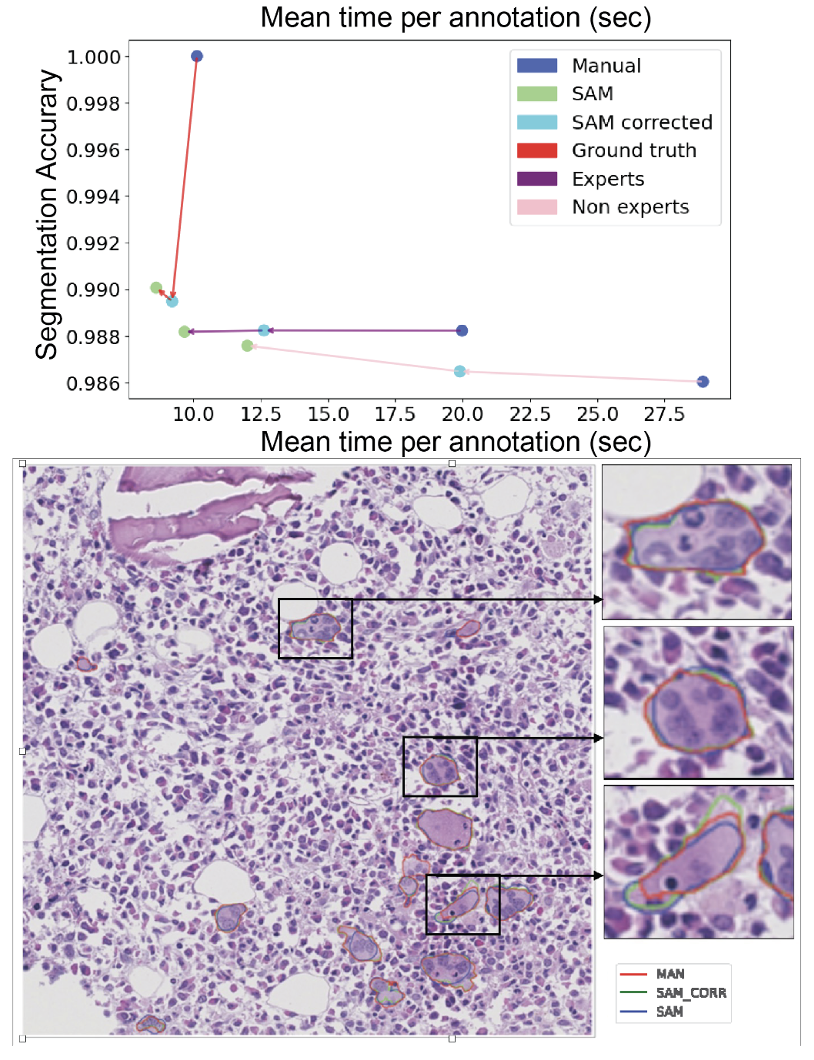 Mean time per annotation (sec)
Segmentation Accurary
1.000
0.998
0.996
0.994
0.992
0.990
0.988
0.986
Manual
SAM
SAM corrected
Ground truth
Experts
Non experts
10.0 12.5 15.0 17.5 20.0 22.5 25.0 27.5
Mean time per annotation (sec)
MAN
SAM_CORR
SAM